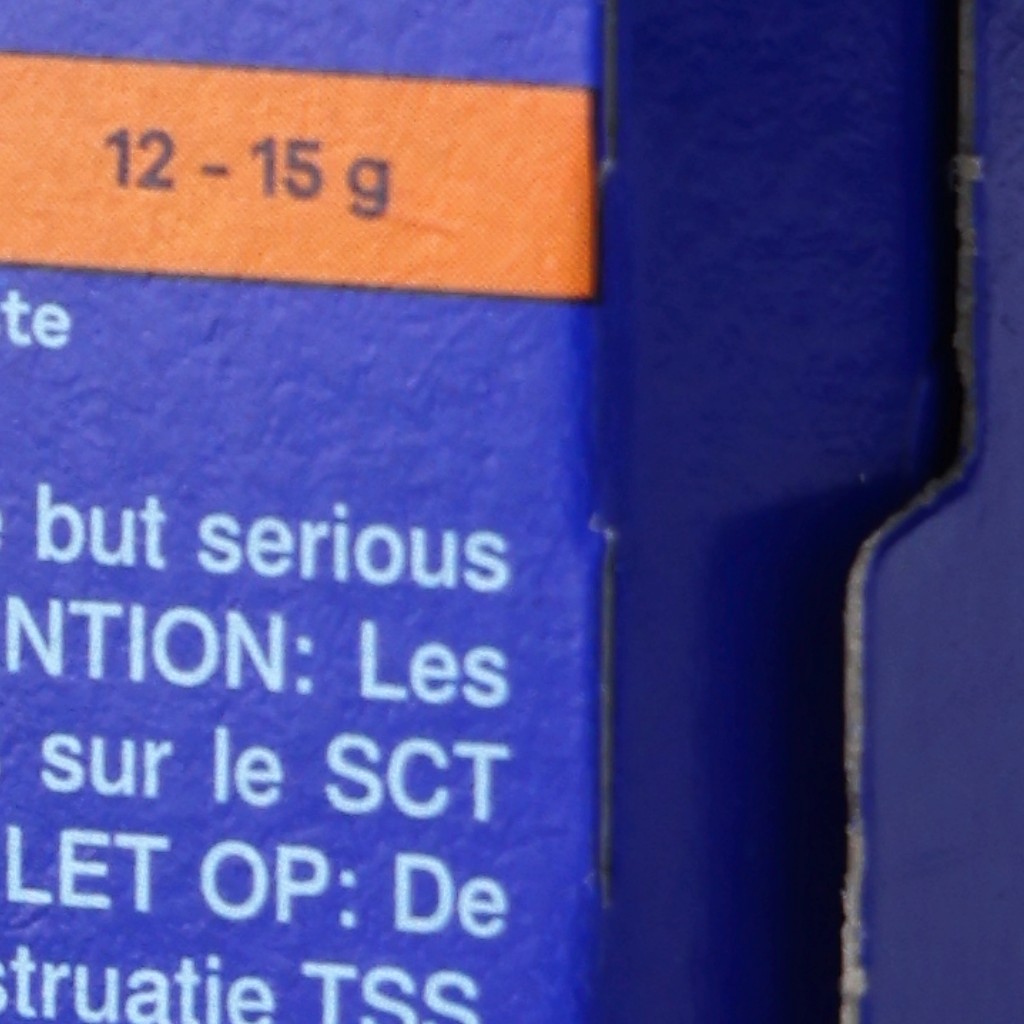 12 - 15 g
te
but serious
NTION: Les
sur le SCT
LET OP: De
struatie TSS